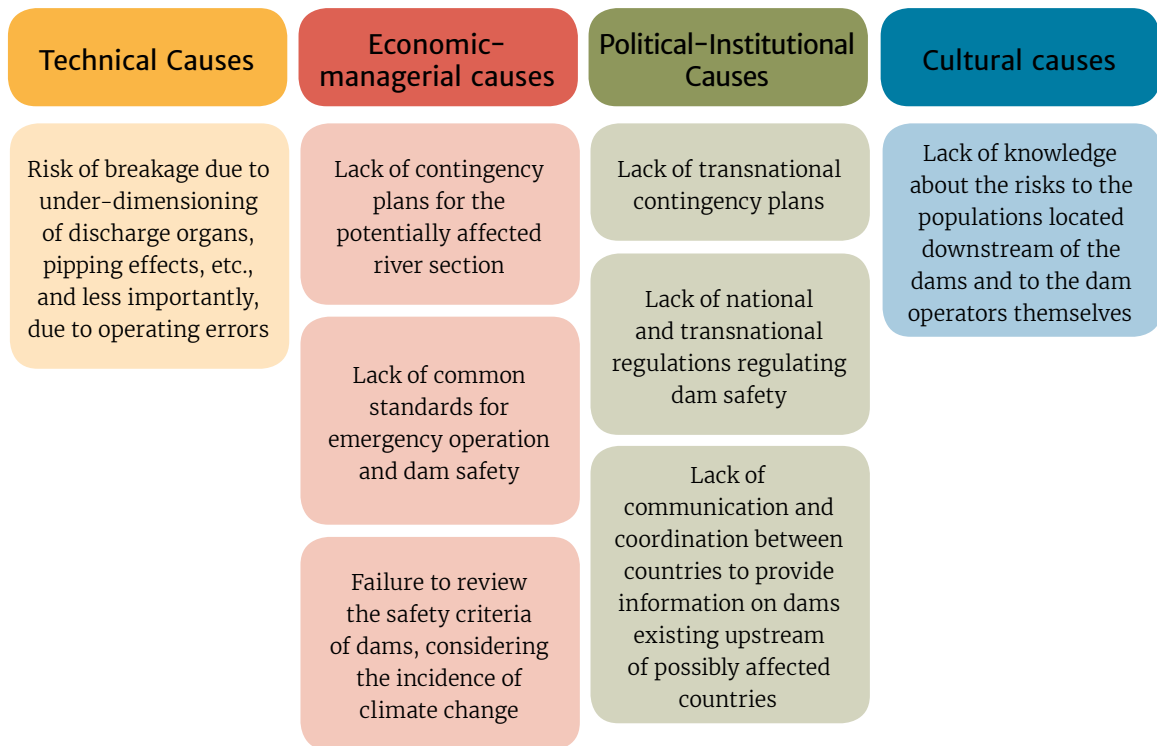 Technical Causes
Risk of breakage due to
under-dimensioning
of discharge organs,
pipping effects, etc.,
and less importantly,
due to operating errors
Economic-
managerial causes
Lack of contingency
plans for the
potentially affected
river section
Lack of common
standards for
emergency operation
and dam safety
Failure to review
the safety criteria
of dams, considering
the incidence of
climate change
Political-Institutional
Causes
Lack of transnational
contingency plans
Lack of national
and transnational
regulations regulating
dam safety
Lack of
communication and
coordination between
countries to provide
information on dams
existing upstream
of possibly affected
countries
Cultural causes
Lack of knowledge
about the risks to the
populations located
downstream of the
dams and to the dam
operators themselves